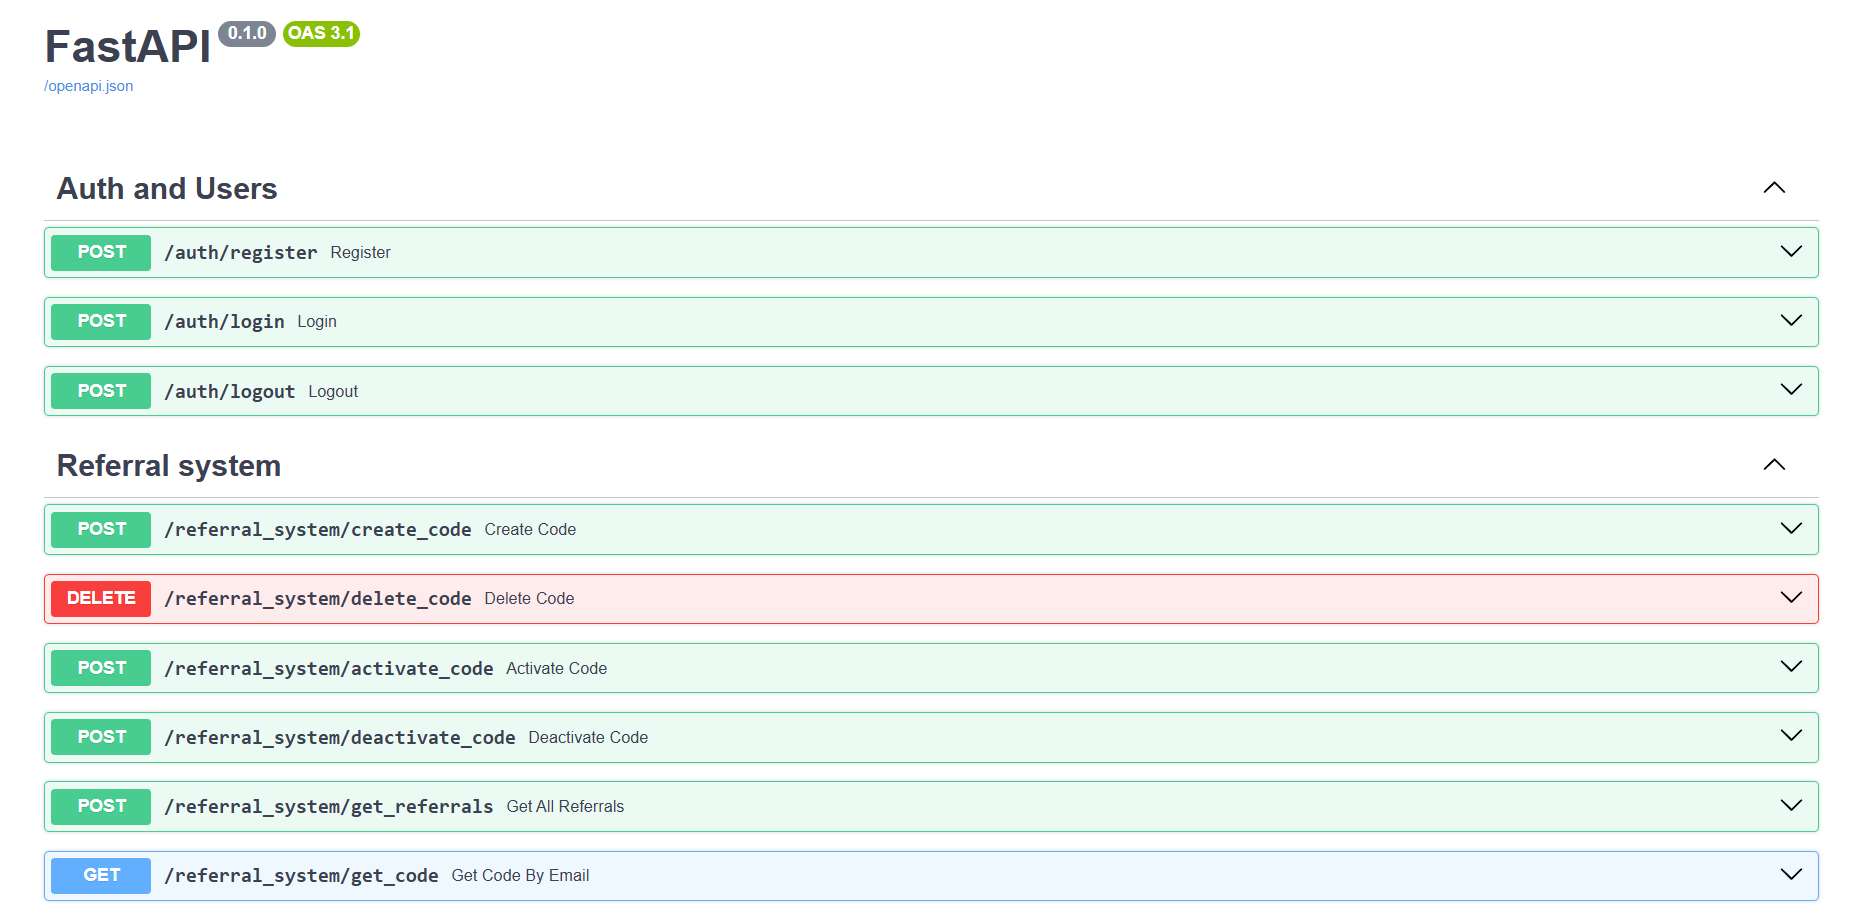 FastAPI 0.1.0 OAS 3.1
/openapi.json
Auth and Users
POST /auth/register Register
POST /auth/login Login
POST /auth/logout Logout
Referral system
POST /referral_system/create_code Create Code
DELETE /referral_system/delete_code Delete Code
POST /referral_system/activate_code Activate Code
POST /referral_system/deactivate_code Deactivate Code
POST /referral_system/get_referrals Get All Referrals
GET /referral_system/get_code Get Code By Email